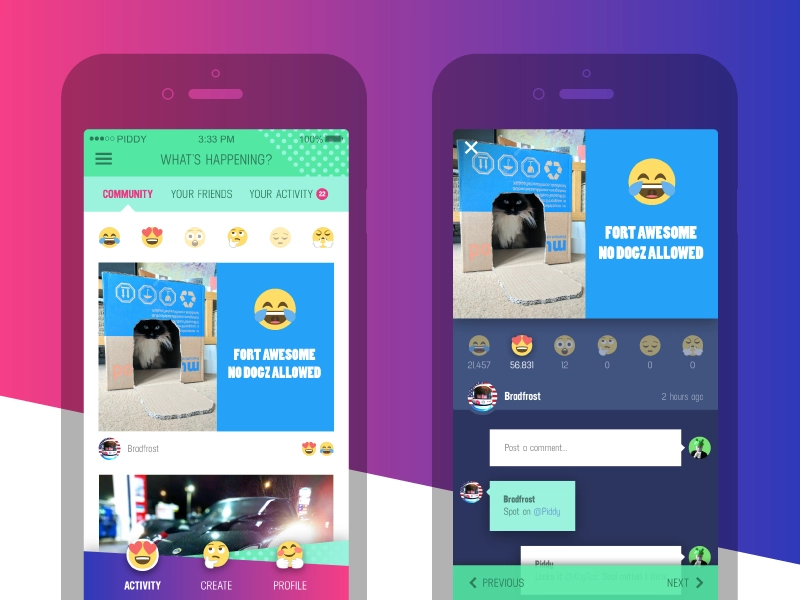 PIDDY
3:33 PM
100%
WHAT'S HAPPENING?
COMMUNITY
YOUR FRIENDS
YOUR ACTIVITY 22
FORT AWESOME
NO DOGZ ALLOWED
Bradfrost
ACTIVITY
CREATE
PROFILE
FORT AWESOME
NO DOGZ ALLOWED
21,457
56,831
12
0
0
0
Bradfrost
2 hours ago
Post a comment...
Bradfrost
Spot on @Piddy
Piddy
PREVIOUS
NEXT